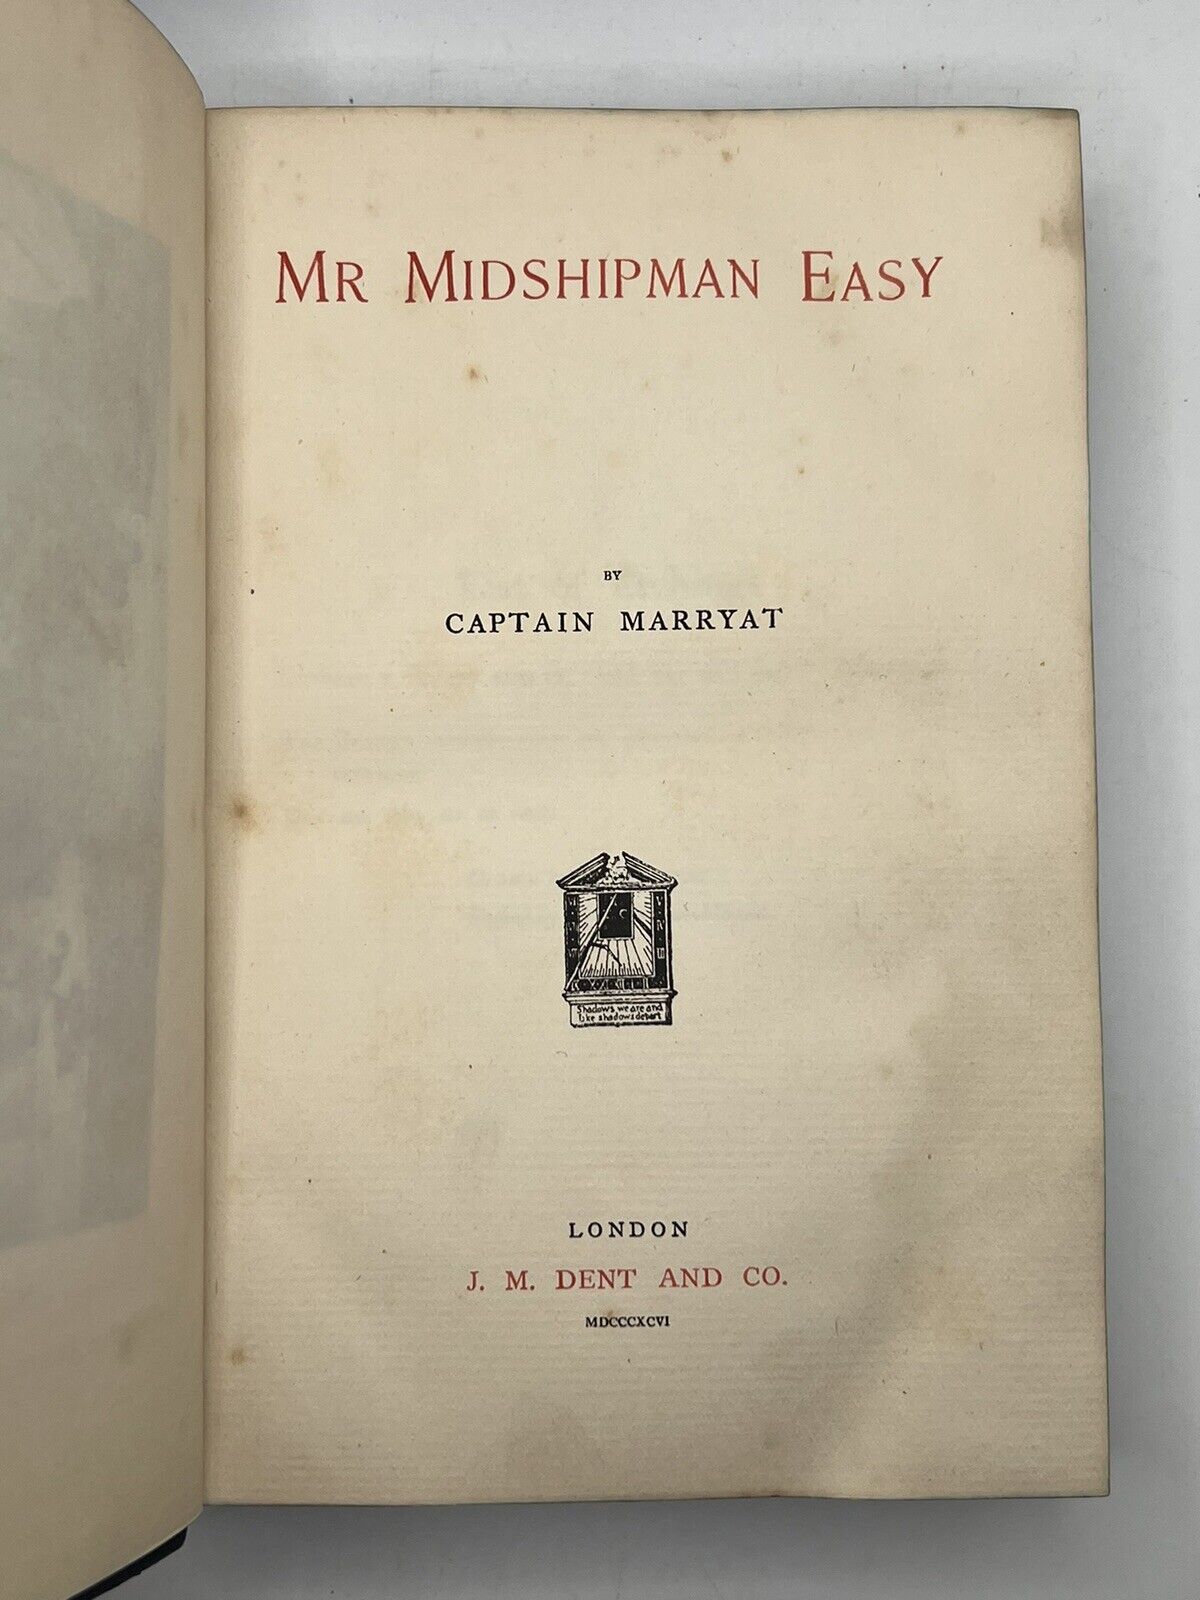 MR MIDSHIPMAN EASY
BY
CAPTAIN MARRYAT
Shadows we are and
like shadows depart
LONDON
J. M. DENT AND CO.
MDCCCXCVI